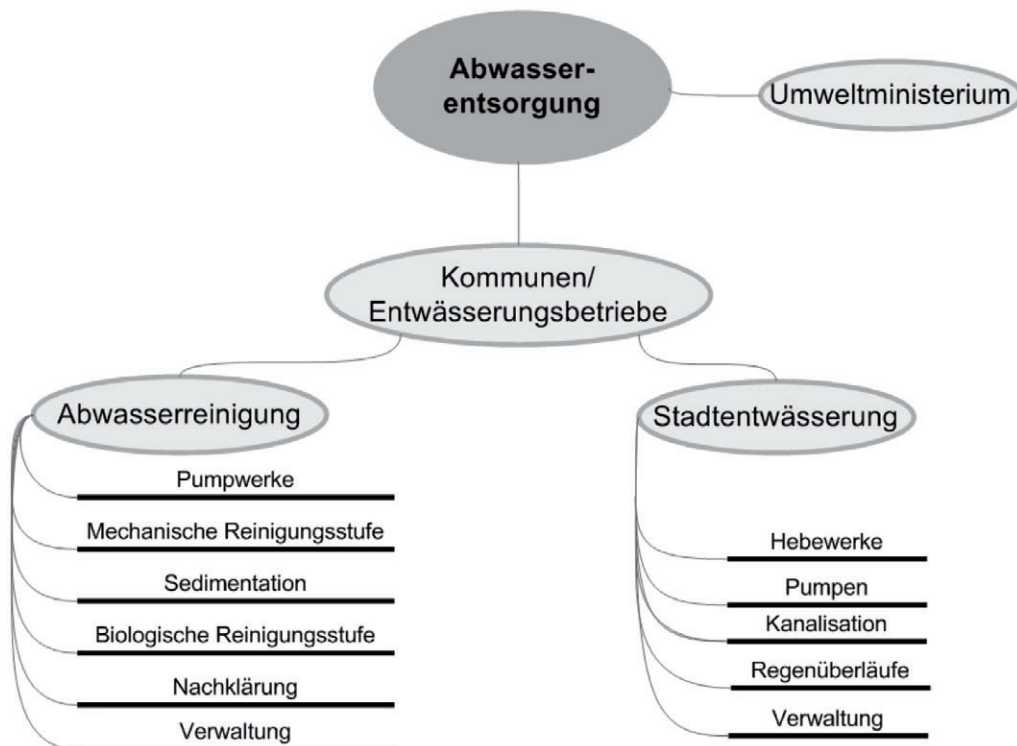 Abwasser-
entsorgung
Umweltministerium
Kommunen/
Entwässerungsbetriebe
Abwasserreinigung
Pumpwerke
Mechanische Reinigungsstufe
Sedimentation
Biologische Reinigungsstufe
Nachklärung
Verwaltung
Stadtentwässerung
Hebewerke
Pumpen
Kanalisation
Regenüberläufe
Verwaltung